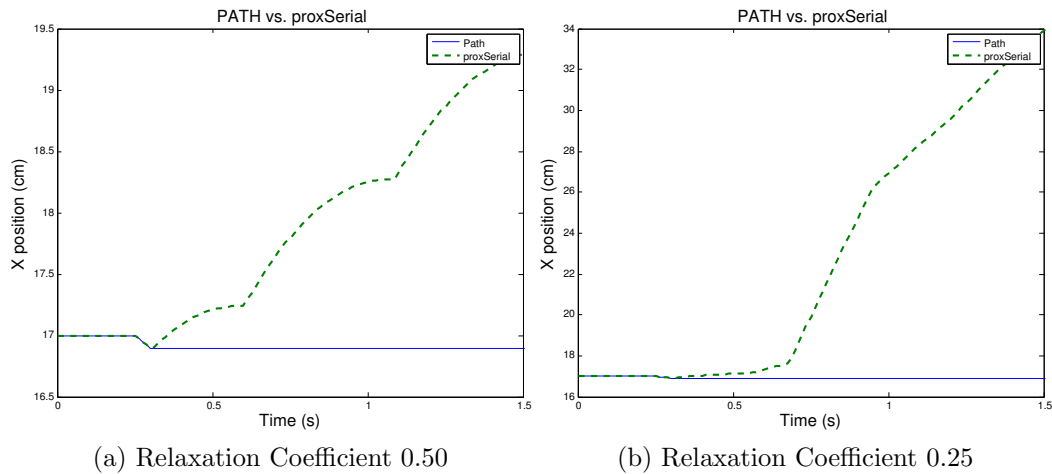 PATH vs. proxSerial
19.5
19
18.5
18
17.5
17
16.5
0
0.5
1
1.5
X position (cm)
Time (s)
Path
proxSerial
(a) Relaxation Coefficient 0.50
PATH vs. proxSerial
34
32
30
28
26
24
22
20
18
16
0
0.5
1
1.5
X position (cm)
Time (s)
Path
proxSerial
(b) Relaxation Coefficient 0.25